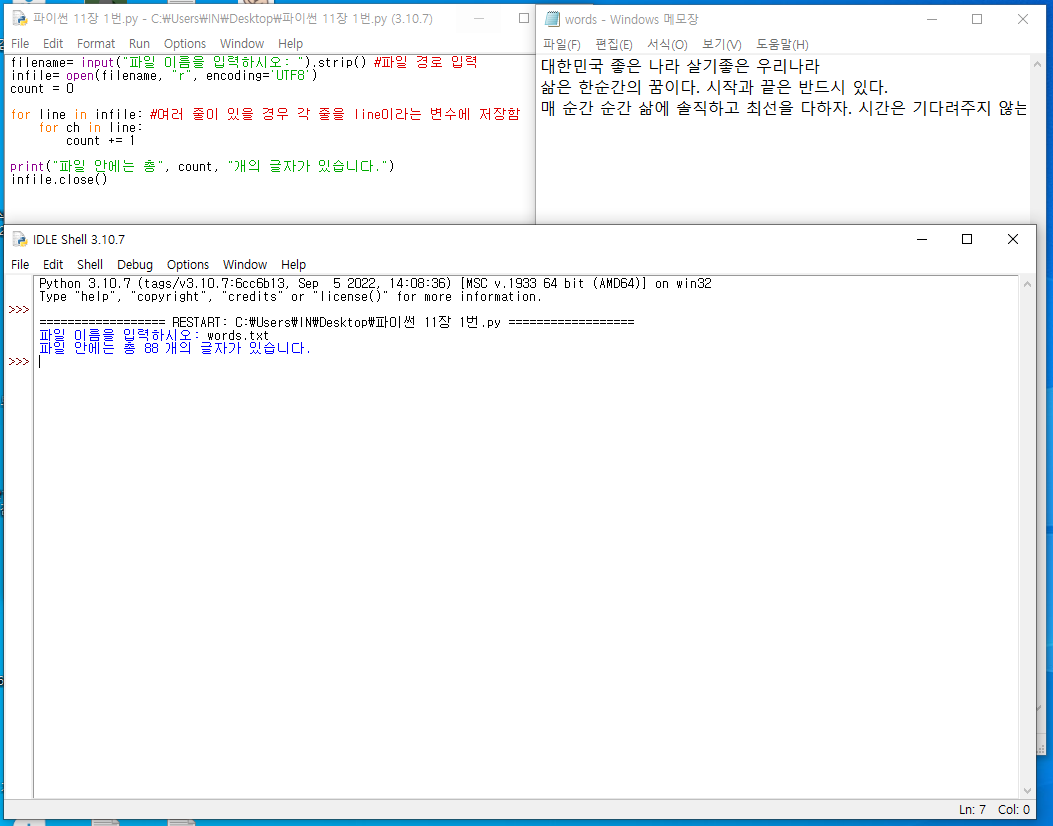 파이썬 11장 1번.py - C:₩Users₩IN₩Desktop₩파이썬 11장 1번.py (3.10.7)
File Edit Format Run Options Window Help
filename= input("파일 이름을 입력하시오: ").strip() #파일 경로 입력
infile= open(filename, "r", encoding='UTF8')
count = 0
for line in infile: #여러 줄이 있을 경우 각 줄을 line이라는 변수에 저장함
for ch in line:
count += 1
print("파일 안에는 총", count, "개의 글자가 있습니다.")
infile.close()
words - Windows 메모장
파일(F) 편집(E) 서식(O) 보기(V) 도움말(H)
대한민국 좋은 나라 살기좋은 우리나라
삶은 한순간의 꿈이다. 시작과 끝은 반드시 있다.
매 순간 순간 삶에 솔직하고 최선을 다하자. 시간은 기다려주지 않는
IDLE Shell 3.10.7
File Edit Shell Debug Options Window Help
Python 3.10.7 (tags/v3.10.7:6cc6b13, Sep  5 2022, 14:08:36) [MSC v.1933 64 bit (AMD64)] on win32
Type "help", "copyright", "credits" or "license()" for more information.
>>>
================== RESTART: C:₩Users₩IN₩Desktop₩파이썬 11장 1번.py ==================
파일 이름을 입력하시오: words.txt
파일 안에는 총 88 개의 글자가 있습니다.
>>>
Ln: 7 Col: 0